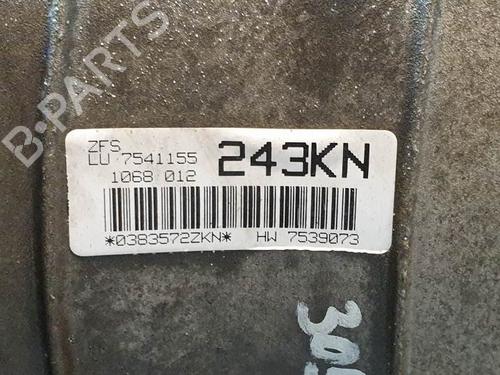 B-PARTS
ZFS
LU 7541155
1068 012
243KN
*0383572ZKN* HW 7539073